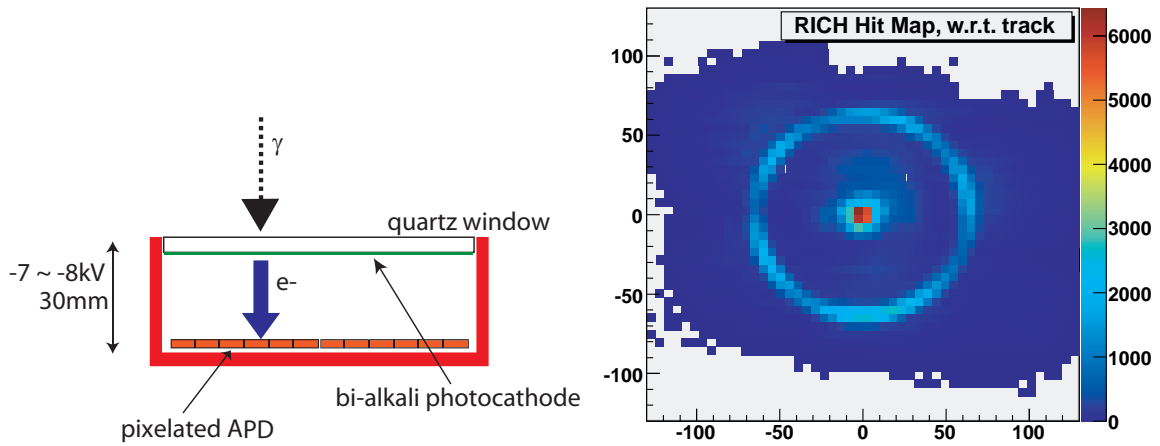 γ
quartz window
-7 ~ -8kV
30mm
e-
bi-alkali photocathode
pixelated APD
RICH Hit Map, w.r.t. track
100
50
0
-50
-100
-100
-50
0
50
100
6000
5000
4000
3000
2000
1000
0